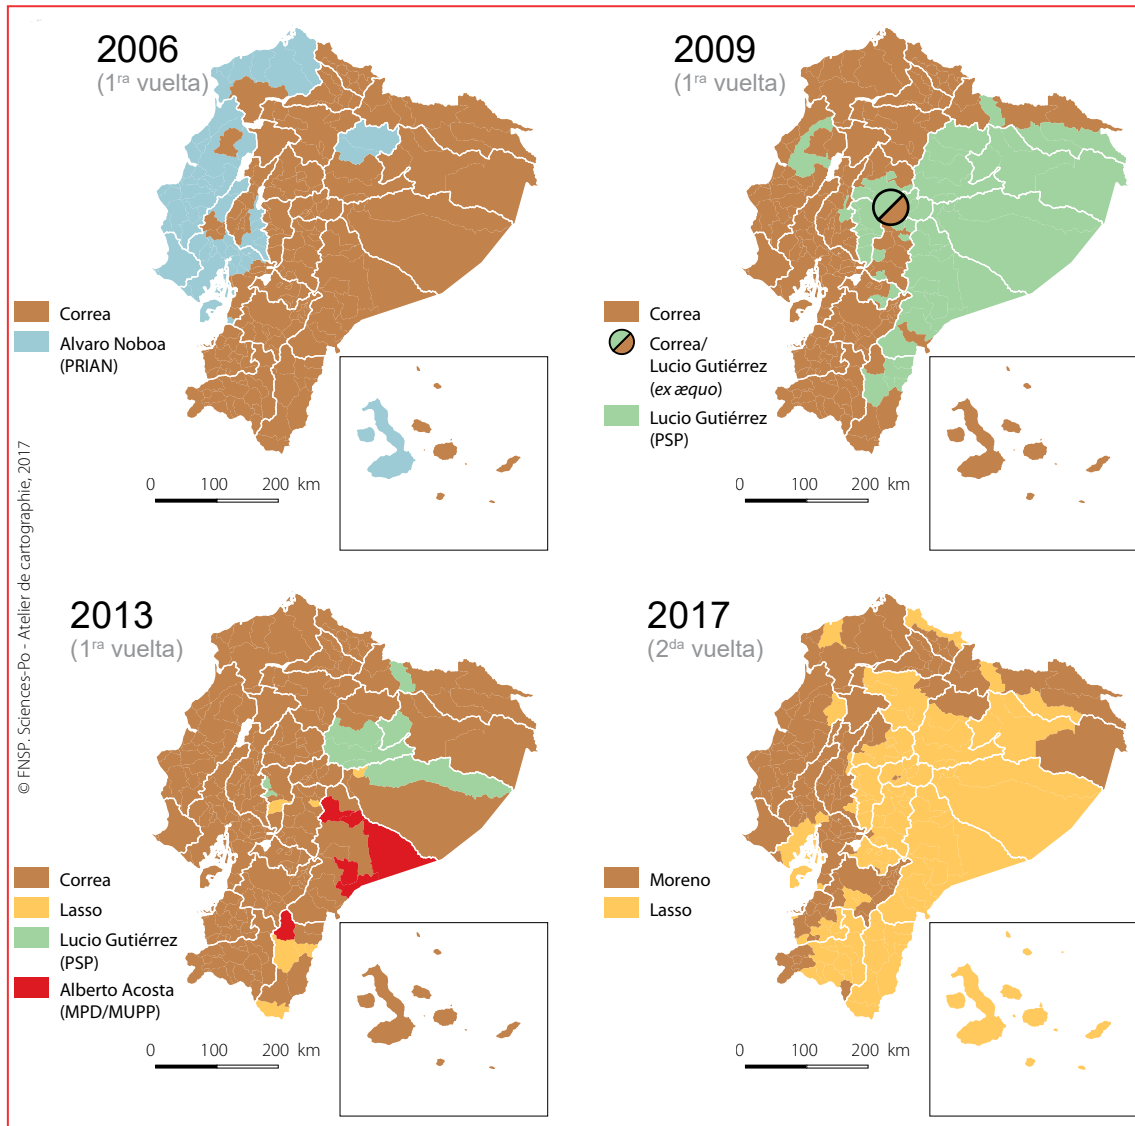 2006
(1ra vuelta)
Correa
Alvaro Noboa
(PRIAN)
0 100 200 km
2009
(1ra vuelta)
Correa
Correa/
Lucio Gutiérrez
(ex æquo)
Lucio Gutiérrez
(PSP)
0 100 200 km
© FNSP. Sciences-Po - Atelier de cartographie, 2017
2013
(1ra vuelta)
Correa
Lasso
Lucio Gutiérrez
(PSP)
Alberto Acosta
(MPD/MUPP)
0 100 200 km
2017
(2da vuelta)
Moreno
Lasso
0 100 200 km